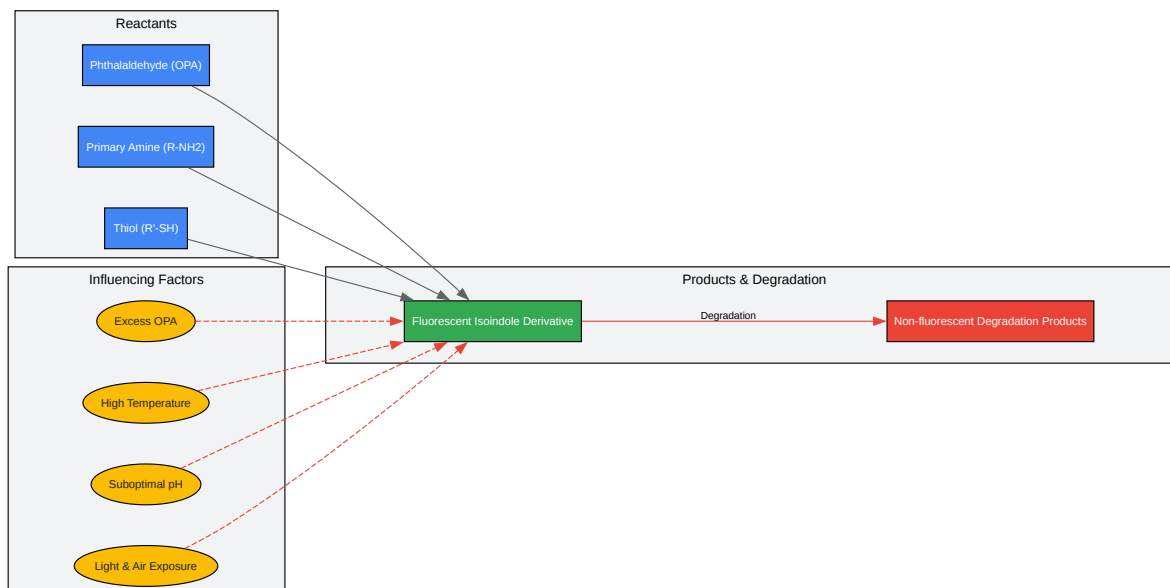 Reactants
Phthalaldehyde (OPA)
Primary Amine (R-NH2)
Thiol (R'-SH)
Influencing Factors
Excess OPA
High Temperature
Suboptimal pH
Light & Air Exposure
Products & Degradation
Fluorescent Isoindole Derivative
Degradation
Non-fluorescent Degradation Products